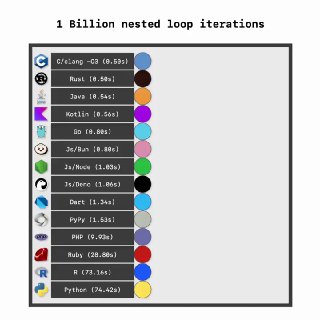 1 Billion nested loop iterations
C/clang -O3 (0.50s)
Rust (0.50s)
Java (0.54s)
Kotlin (0.56s)
Go (0.80s)
Js/Bun (0.80s)
Js/Node (1.03s)
Js/Deno (1.06s)
Dart (1.34s)
PyPy (1.53s)
PHP (9.93s)
Ruby (28.80s)
R (73.16s)
Python (74.42s)